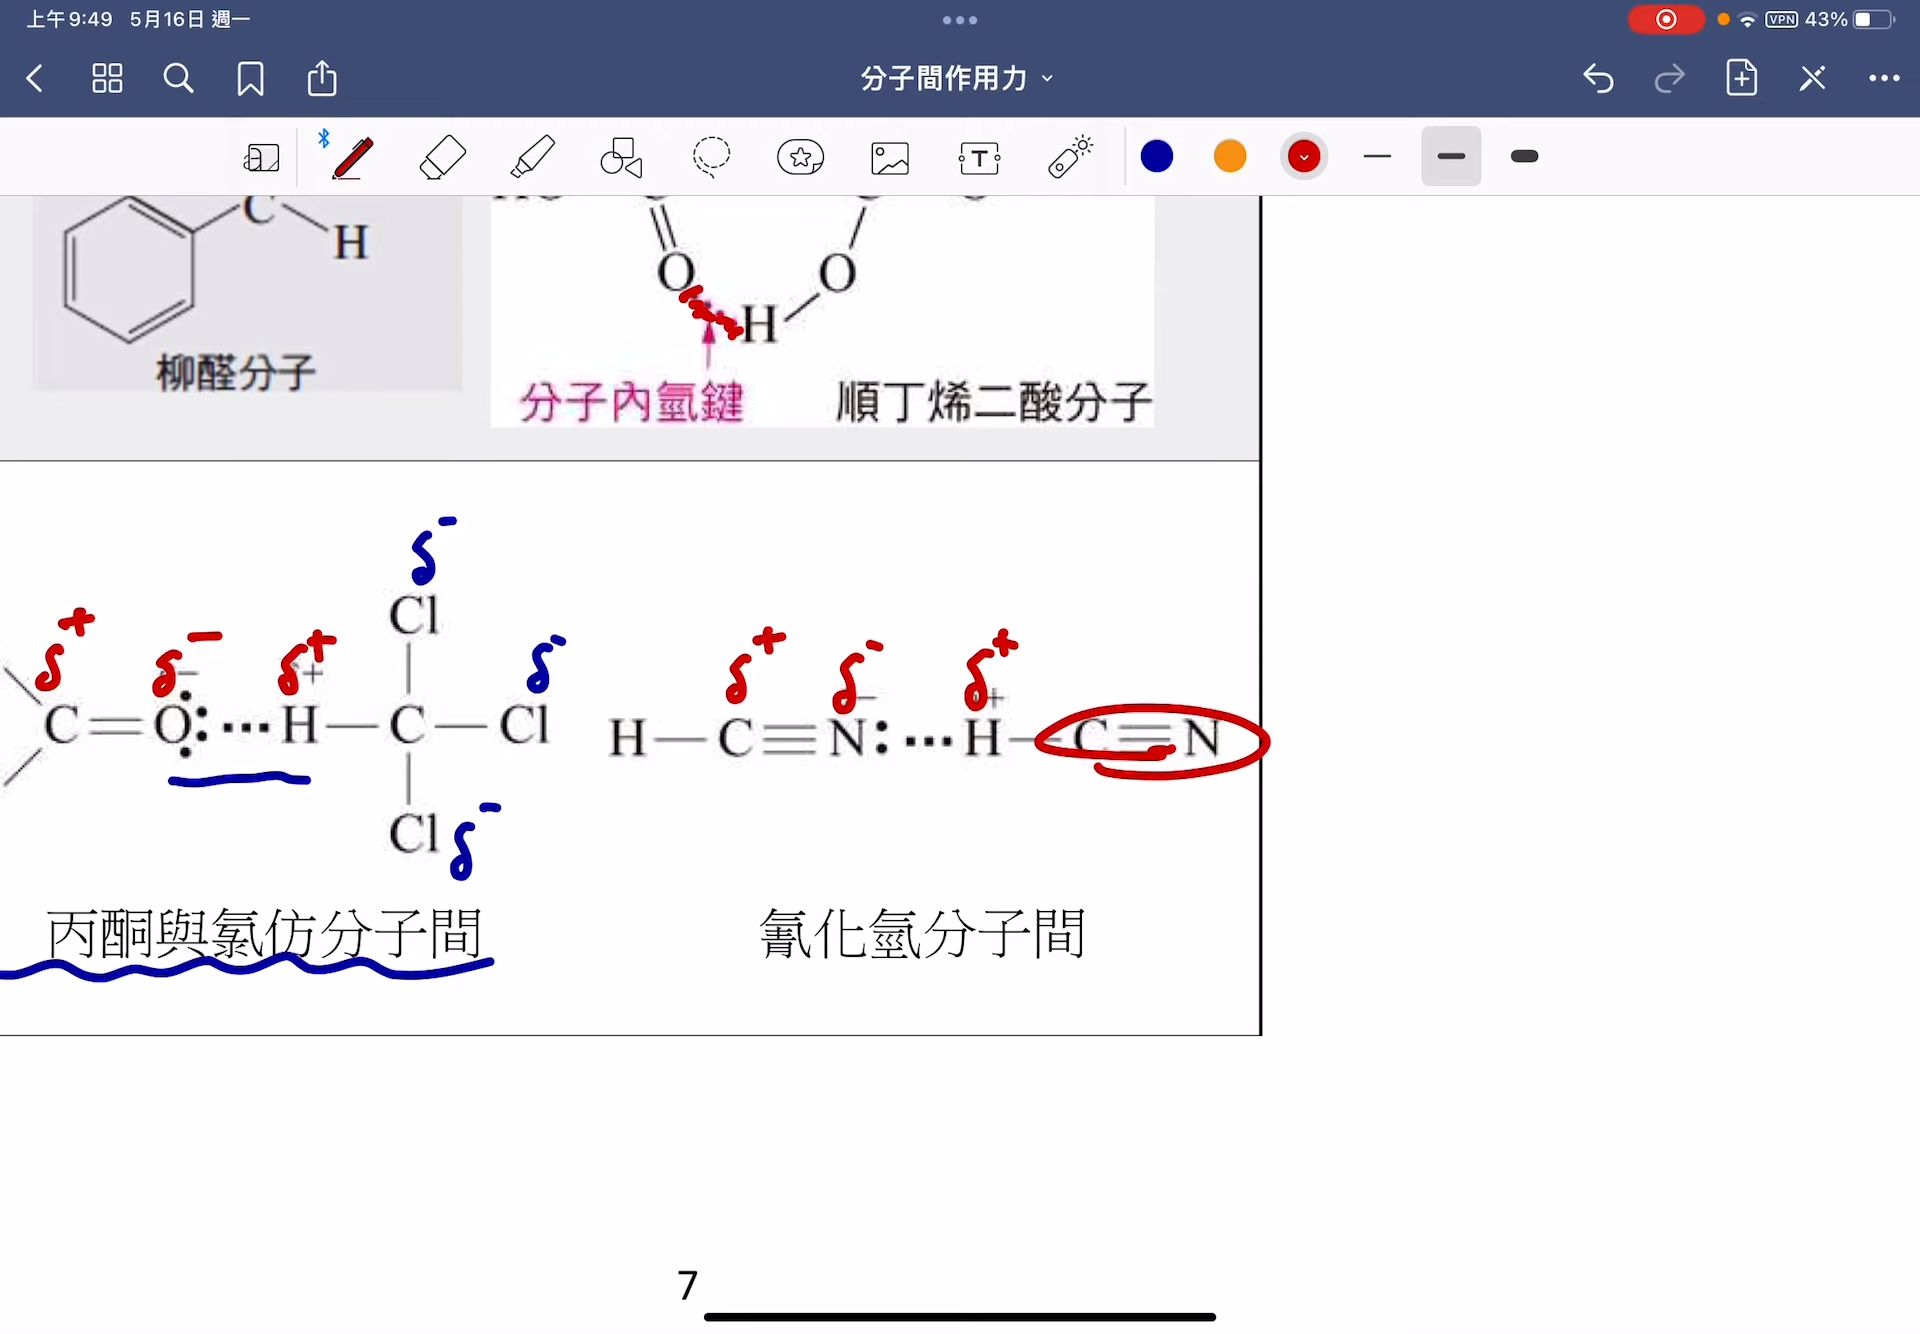 上午9:49 5月16日 週一
VPN 43%
分子間作用力
T
C
H
柳醛分子
O
O
H
分子內氫鍵
順丁烯二酸分子
δ-
Cl
δ+ δ- δ+ δ-
C=O:···H—C—Cl
Cl δ-
δ+ δ- δ+
H—C≡N:···H—C≡N
丙酮與氯仿分子間
氰化氫分子間
7